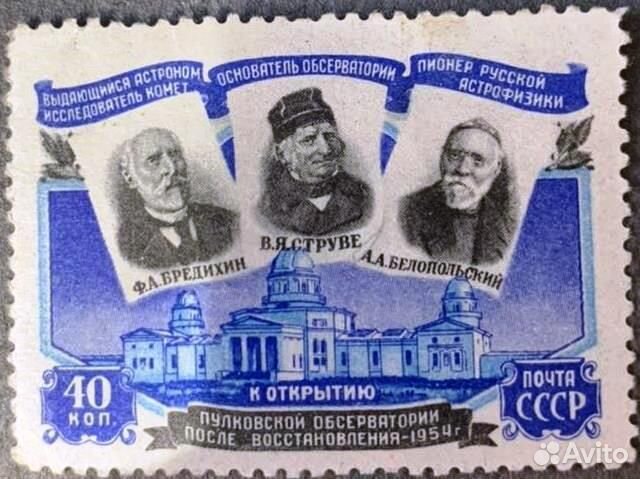 ВЫДАЮЩИЙСЯ АСТРОНОМ
ИССЛЕДОВАТЕЛЬ КОМЕТ
ОСНОВАТЕЛЬ ОБСЕРВАТОРИИ
ПИОНЕР РУССКОЙ
АСТРОФИЗИКИ
Ф.А.БРЕДИХИН
В.Я.СТРУВЕ
А.А.БЕЛОПОЛЬСКИЙ
40
КОП.
К ОТКРЫТИЮ
ПУЛКОВСКОЙ ОБСЕРВАТОРИИ
ПОСЛЕ ВОССТАНОВЛЕНИЯ-1954г.
ПОЧТА
СССР
Avito